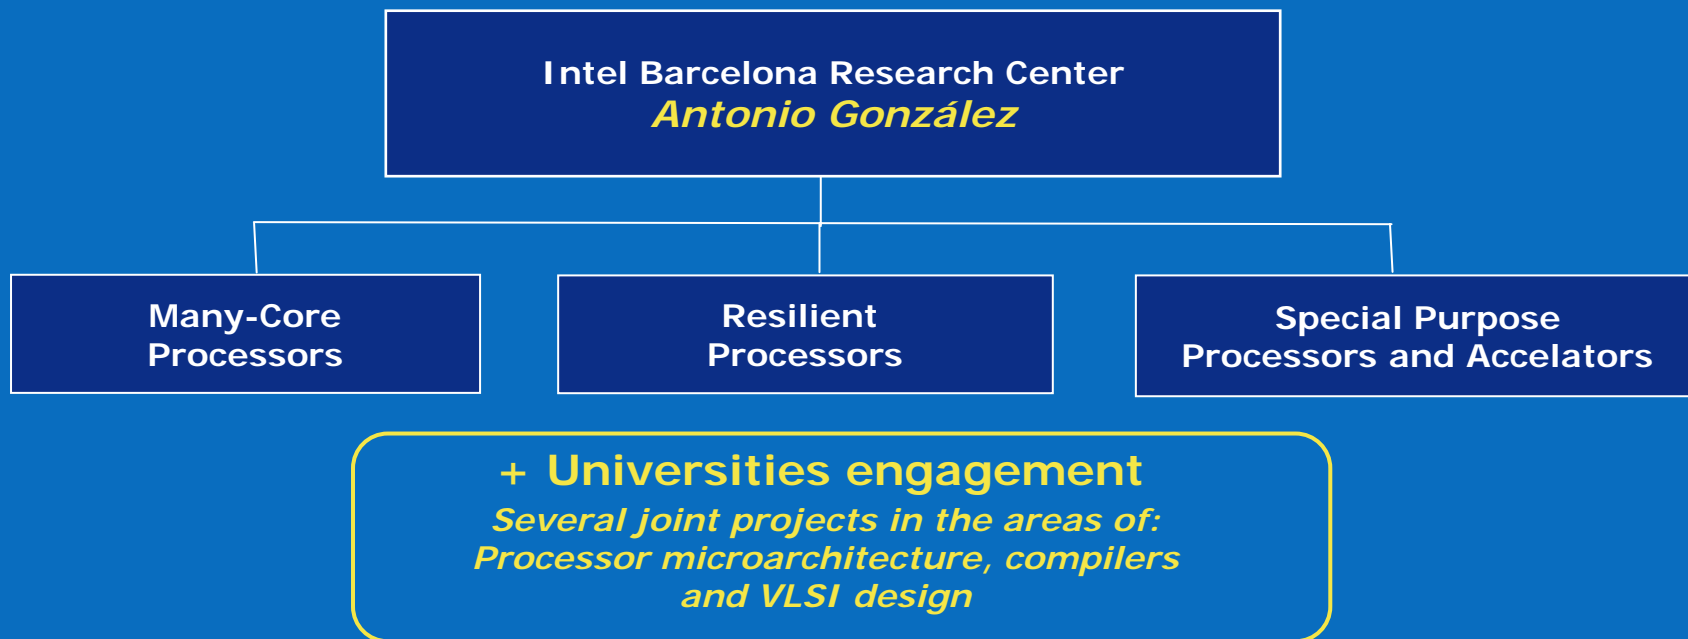 Intel Barcelona Research Center
Antonio González
Many-Core
Processors
Resilient
Processors
Special Purpose
Processors and Accelators
+ Universities engagement
Several joint projects in the areas of:
Processor microarchitecture, compilers
and VLSI design